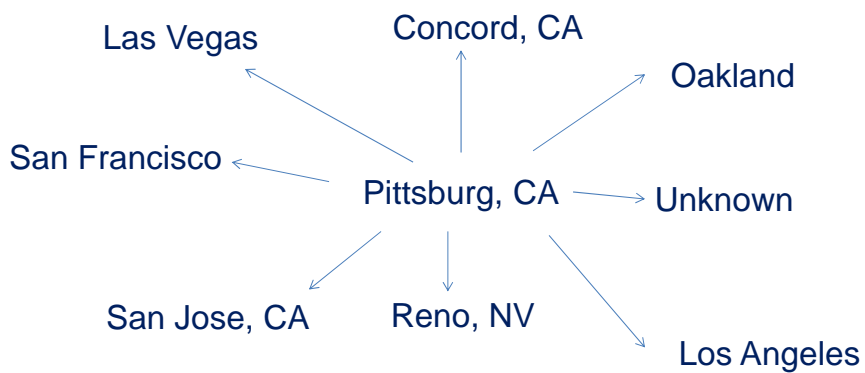 Las Vegas
Concord, CA
Oakland
San Francisco
Pittsburg, CA
Unknown
San Jose, CA
Reno, NV
Los Angeles